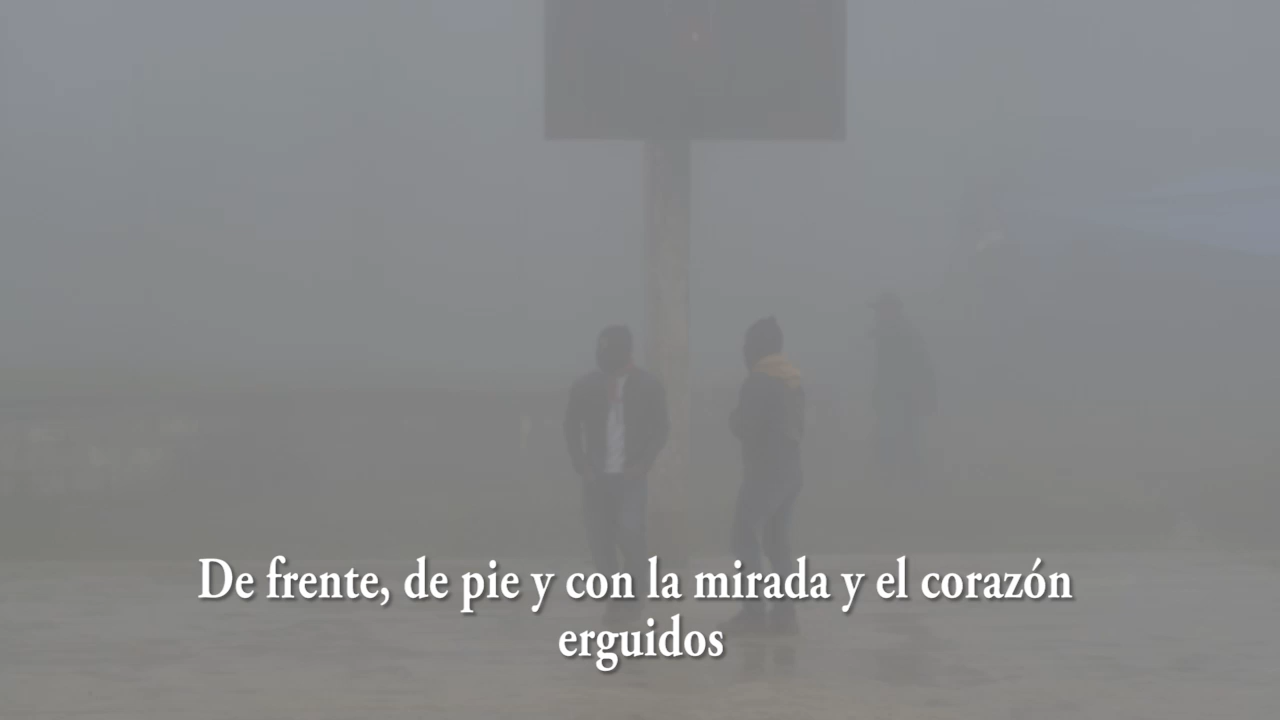 De frente, de pie y con la mirada y el corazón
erguidos